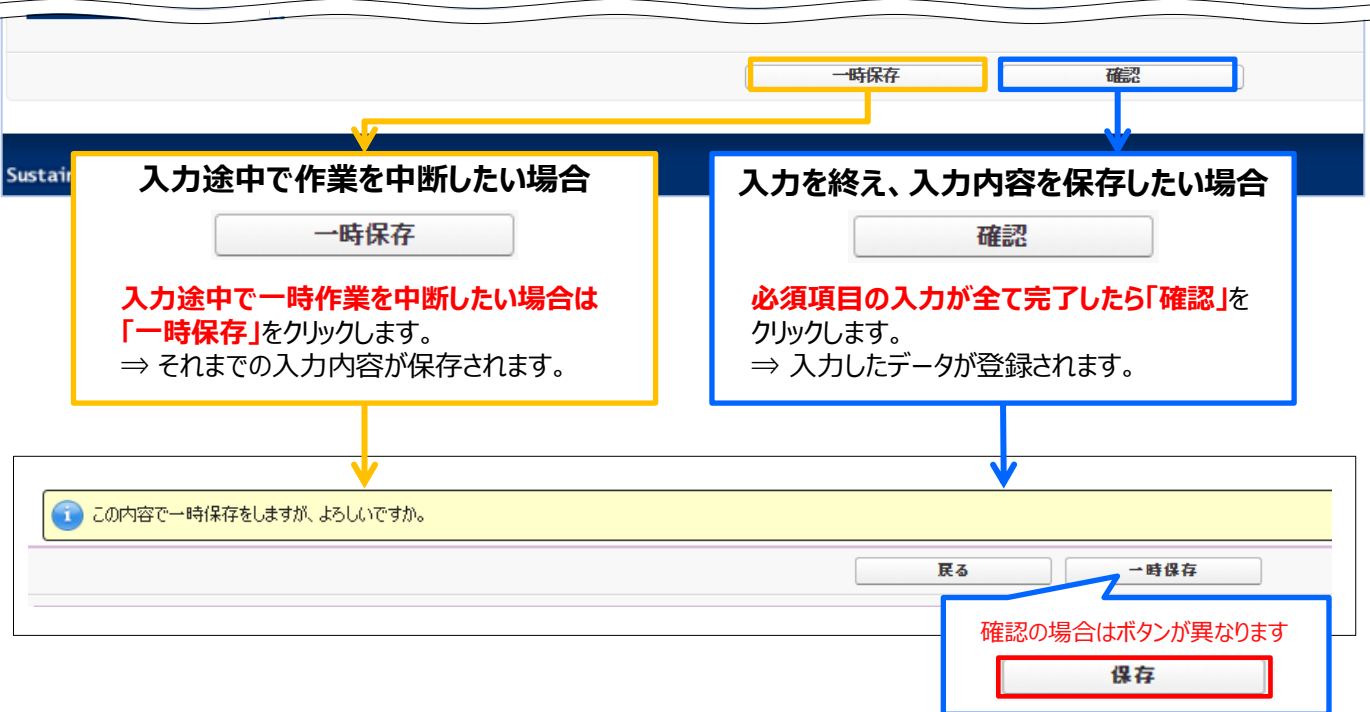 一時保存
確認
Sustain
入力途中で作業を中断したい場合
一時保存
入力途中で一時作業を中断したい場合は
「一時保存」をクリックします。
⇒ それまでの入力内容が保存されます。
入力を終え、入力内容を保存したい場合
確認
必須項目の入力が全て完了したら「確認」を
クリックします。
⇒ 入力したデータが登録されます。
この内容で一時保存をしますが、よろしいですか。
戻る
一時保存
確認の場合はボタンが異なります
保存